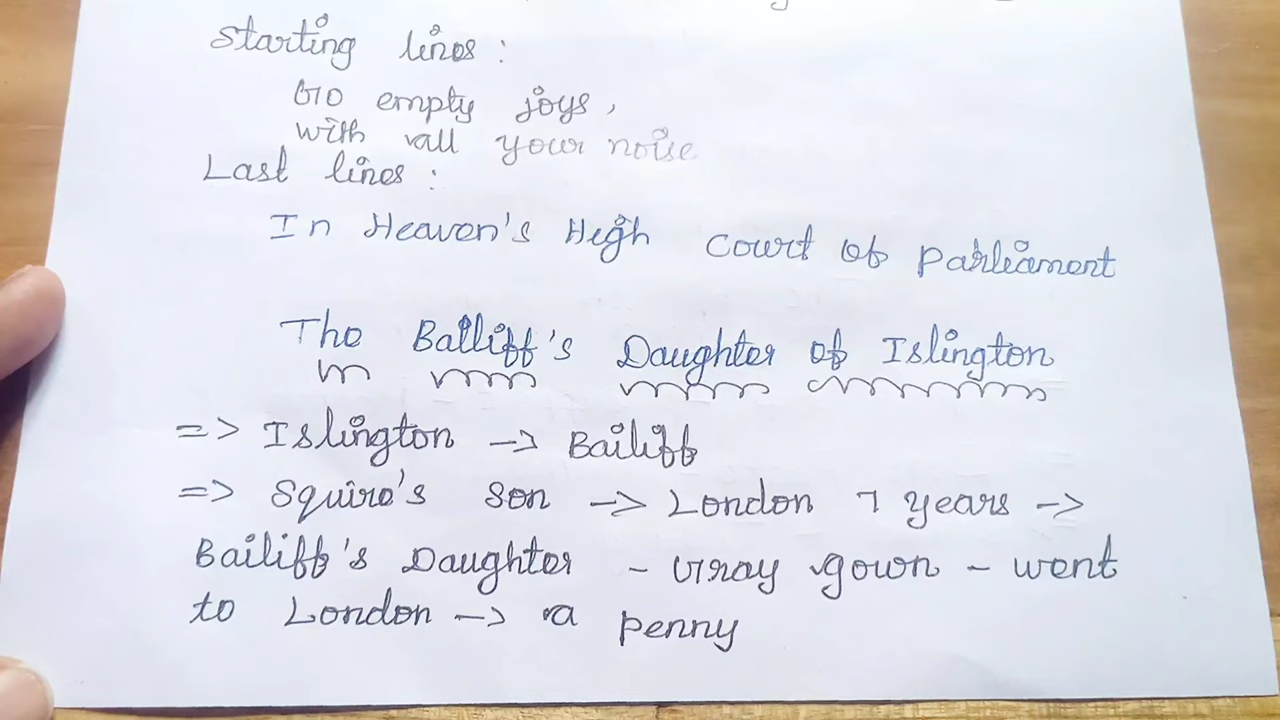 Starting lines:
Go empty joys,
with all your noise
Last lines:
In Heaven's High Court of Parliament
The Bailiff's Daughter of Islington
=> Islington -> Bailiff
=> Squire's son -> London 7 years ->
Bailiff's Daughter - Gray gown - went
to London -> a penny